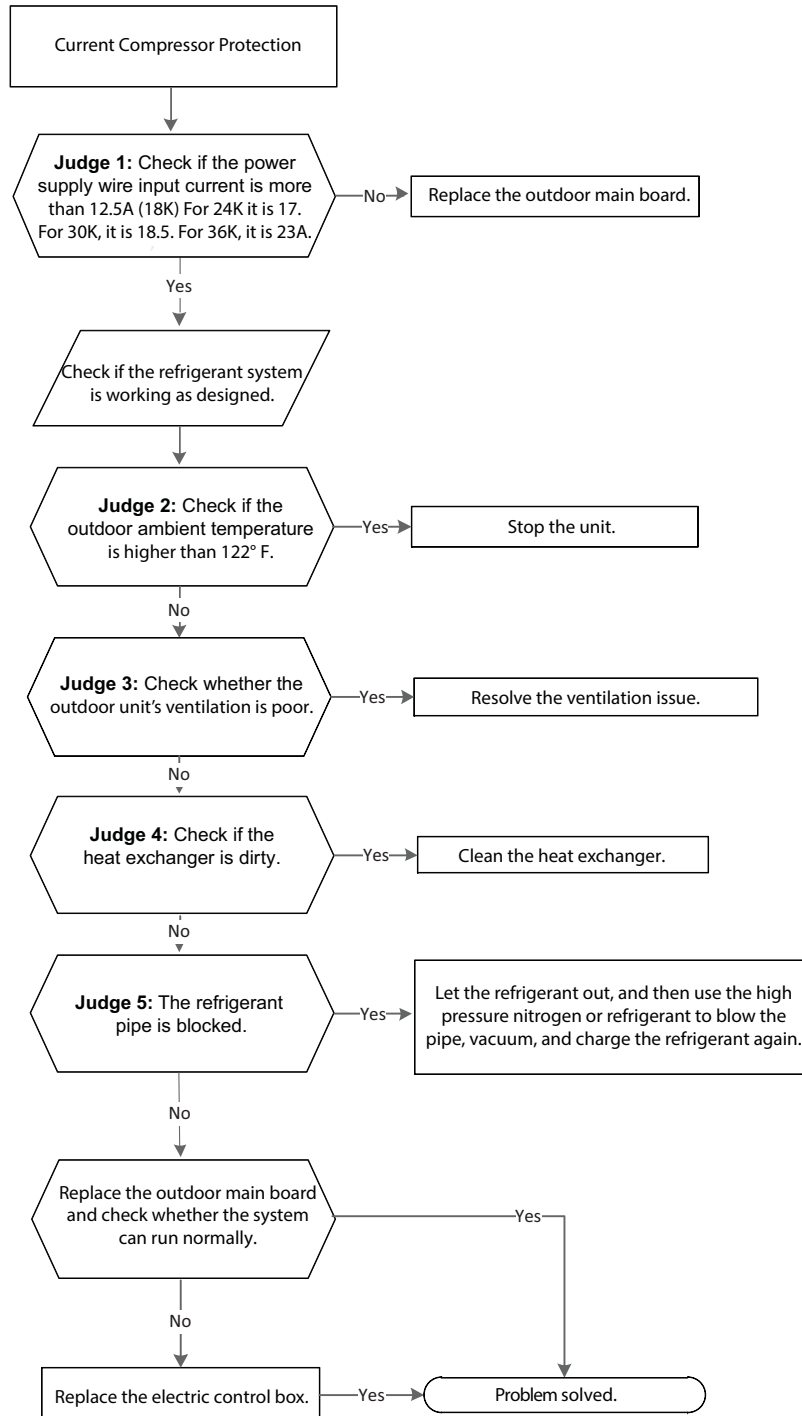 Current Compressor Protection
Judge 1: Check if the power
supply wire input current is more
than 12.5A (18K) For 24K it is 17.
For 30K, it is 18.5. For 36K, it is 23A.
No
Replace the outdoor main board.
Yes
Check if the refrigerant system
is working as designed.
Judge 2: Check if the
outdoor ambient temperature
is higher than 122° F.
Yes
Stop the unit.
No
Judge 3: Check whether the
outdoor unit's ventilation is poor.
Yes
Resolve the ventilation issue.
No
Judge 4: Check if the
heat exchanger is dirty.
Yes
Clean the heat exchanger.
No
Judge 5: The refrigerant
pipe is blocked.
Yes
Let the refrigerant out, and then use the high
pressure nitrogen or refrigerant to blow the
pipe, vacuum, and charge the refrigerant again.
No
Replace the outdoor main board
and check whether the system
can run normally.
Yes
No
Replace the electric control box.
Yes
Problem solved.